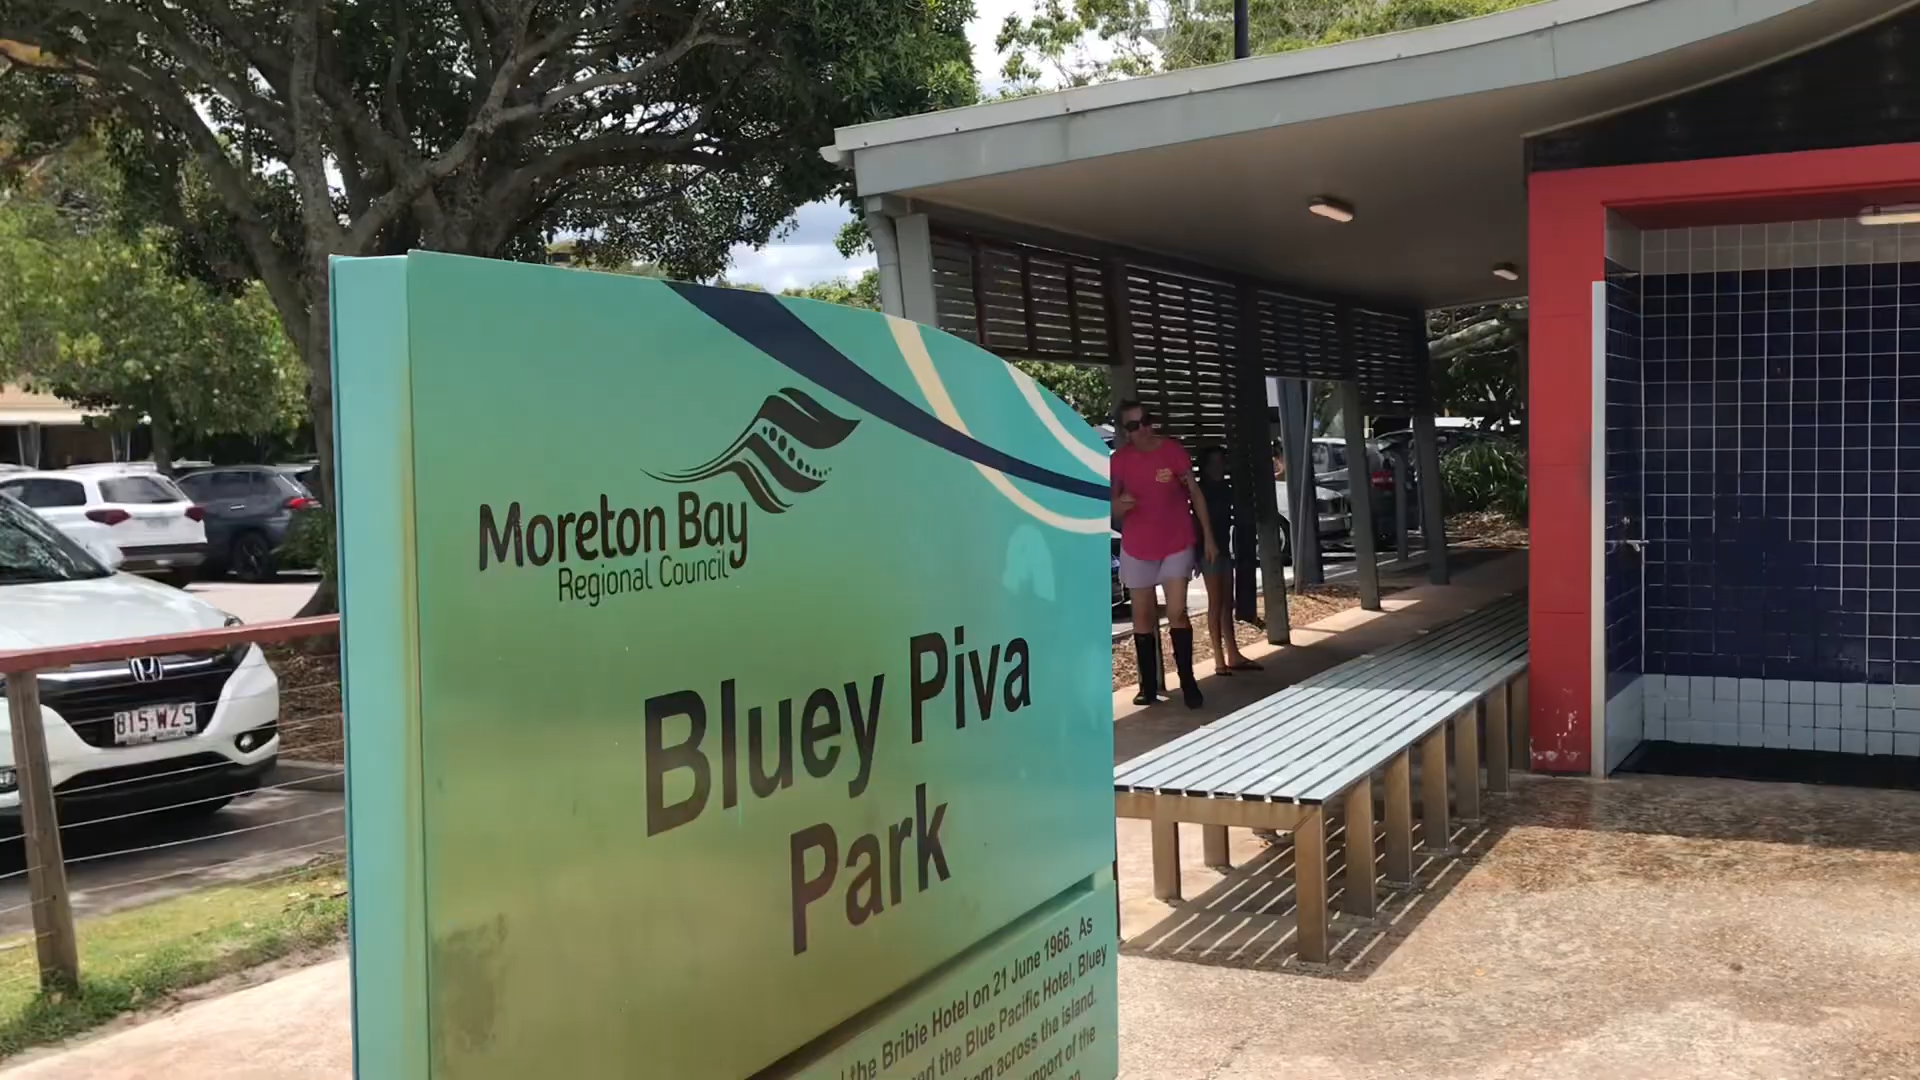 Moreton Bay
Regional Council
Bluey Piva
Park
the Bribie Hotel on 21 June 1966. As
and the Blue Pacific Hotel, Bluey
from across the island.
support of the
815 WZS